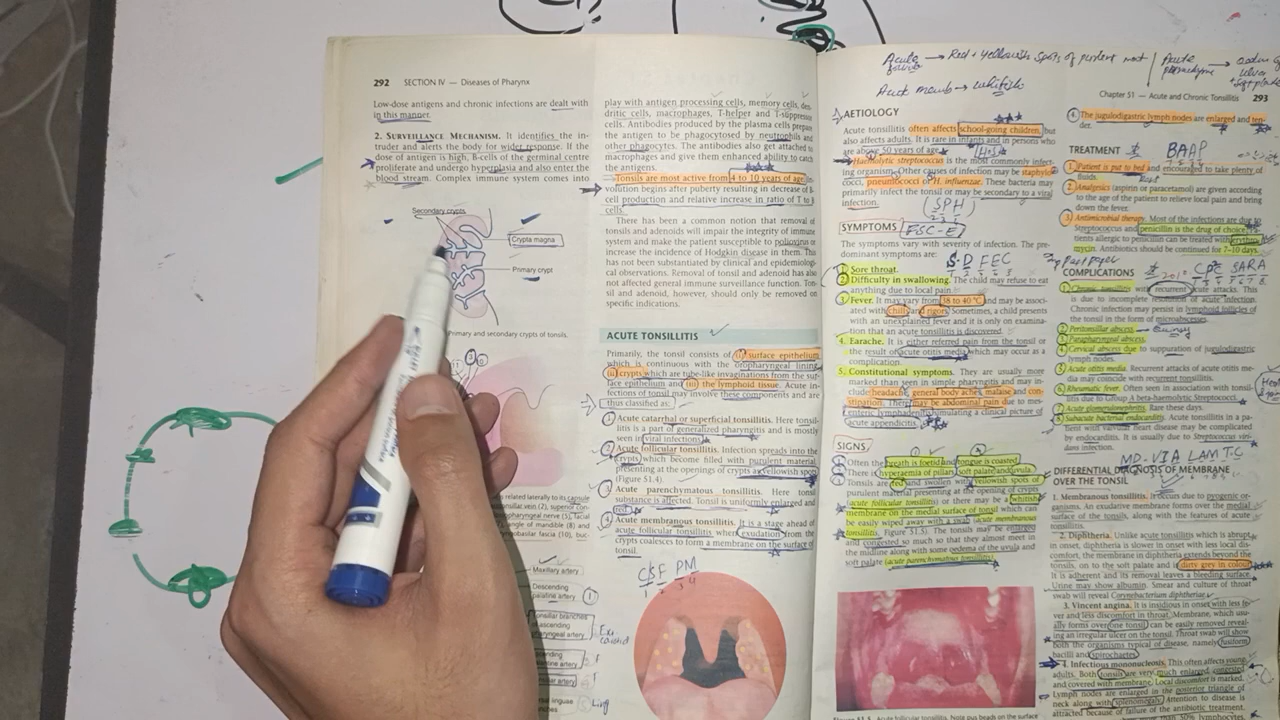 292 SECTION IV — Diseases of Pharynx
Low-dose antigens and chronic infections are dealt with
in this manner.
2. SURVEILLANCE MECHANISM. It identifies the in-
truder and alerts the body for wider response. If the
dose of antigen is high, B-cells of the germinal centre
proliferate and undergo hyperplasia and also enter the
blood stream. Complex immune system comes into
Secondary crypts
Crypta magna
Primary crypt
Primary and secondary crypts of tonsils.
is related laterally to its capsule
superior con-
facial
angle of mandible (8) and
buc-
Maxillary artery
Descending
palatine artery
Tonsillar branches
of ascending
pharyngeal artery
play with antigen processing cells, memory cells, den-
dritic cells, macrophages, T-helper and T-suppressor
cells. Antibodies produced by the plasma cells prepare
the antigen to be phagocytosed by neutrophils and
other phagocytes. The antibodies also get attached to
macrophages and give them enhanced ability to catch
the antigens.
Tonsils are most active from 4 to 10 years of age.
volution begins after puberty resulting in decrease of B-
cell production and relative increase in ratio of T to
cells.
There has been a common notion that removal of
tonsils and adenoids will impair the integrity of immune
system and make the patient susceptible to poliovirus or
increase the incidence of Hodgkin disease in them. This
has not been substantiated by clinical and epidemiologi-
cal observations. Removal of tonsil and adenoid has also
not affected general immune surveillance function. Ton-
sil and adenoid, however, should only be removed on
specific indications.
ACUTE TONSILLITIS
Primarily, the tonsil consists of (i) surface epithelium
which is continuous with the oropharyngeal lining,
(ii) crypts which are tube-like invaginations from the sur-
face epithelium and (iii) the lymphoid tissue. Acute in-
fections of tonsil may involve these components and are
thus classified as:
1 Acute catarrhal or superficial tonsillitis. Here tonsil-
litis is a part of generalized pharyngitis and is mostly
seen in viral infections.
2 Acute follicular tonsillitis. Infection spreads into the
crypts which become filled with purulent material
presenting at the openings of crypts as yellowish spots
(Figure 51.4).
3 Acute parenchymatous tonsillitis. Here tonsil
substance is affected. Tonsil is uniformly enlarged and
red.
4 Acute membranous tonsillitis. It is a stage ahead of
acute follicular tonsillitis when exudation from the
crypts coalesces to form a membrane on the surface of
tonsil.
CSF PM
Red + yellowish spots of purulent mat
Acute memb → whitish
Chapter 51 — Acute and Chronic Tonsillitis 293
AETIOLOGY
Acute tonsillitis often affects school-going children, but
also affects adults. It is rare in infants and in persons who
are above 50 years of age.
Haemolytic streptococcus is the most commonly infect-
ing organism. Other causes of infection may be staphylo-
cocci, pneumococci or H. influenzae. These bacteria may
primarily infect the tonsil or may be secondary to a viral
infection.
(SPH)
SYMPTOMS FSC-E
The symptoms vary with severity of infection. The pre-
dominant symptoms are:
S-D FEC
1. Sore throat.
2. Difficulty in swallowing. The child may refuse to eat
anything due to local pain.
3. Fever. It may vary from 38 to 40 °C and may be associ-
ated with chills and rigors. Sometimes, a child presents
with an unexplained fever and it is only on examina-
tion that an acute tonsillitis is discovered.
4. Earache. It is either referred pain from the tonsil or
the result of acute otitis media which may occur as a
complication.
5. Constitutional symptoms. They are usually more
marked than seen in simple pharyngitis and may in-
clude headache, general body aches, malaise and con-
stipation. There may be abdominal pain due to mes-
enteric lymphadenitis simulating a clinical picture of
acute appendicitis.
SIGNS
Often the breath is foetid and tongue is coasted.
There is hyperaemia of pillars, soft palate and uvula.
Tonsils are red and swollen with yellowish spots of
purulent material presenting at the opening of crypts
(acute follicular tonsillitis) or there may be a whitish
membrane on the medial surface of tonsil which can
be easily wiped away with a swab (acute membranous
tonsillitis, Figure 51.5). The tonsils may be enlarged
and congested so much so that they almost meet in
the midline along with some oedema of the uvula and
soft palate (acute parenchymatous tonsillitis).
4. The jugulodigastric lymph nodes are enlarged and ten-
der.
TREATMENT BAAP
1. Patient is put to bed and encouraged to take plenty of
fluids.
2. Analgesics (aspirin or paracetamol) are given according
to the age of the patient to relieve local pain and bring
down the fever.
3. Antimicrobial therapy. Most of the infections are due to
Streptococcus and penicillin is the drug of choice.
tients allergic to penicillin can be treated with erythro-
mycin. Antibiotics should be continued for 7–10 days.
COMPLICATIONS CPC SARA
1. Chronic tonsillitis with recurrent acute attacks. This
is due to incomplete resolution of acute infection.
Chronic infection may persist in lymphoid follicles of
the tonsil in the form of microabscesses.
2. Peritonsillar abscess. — Quinsy
3. Parapharyngeal abscess.
4. Cervical abscess due to suppuration of jugulodigastric
lymph nodes.
5. Acute otitis media. Recurrent attacks of acute otitis me-
dia may coincide with recurrent tonsillitis.
6. Rheumatic fever. Often seen in association with tonsil-
litis due to Group A beta-haemolytic Streptococci.
7. Acute glomerulonephritis. Rare these days.
8. Subacute bacterial endocarditis. Acute tonsillitis in a pa-
tient with valvular heart disease may be complicated
by endocarditis. It is usually due to Streptococcus viri-
dans infection.
MD-VIA LAMTC
DIFFERENTIAL DIAGNOSIS OF MEMBRANE
OVER THE TONSIL
1. Membranous tonsillitis. It occurs due to pyogenic or-
ganisms. An exudative membrane forms over the medial
surface of the tonsils, along with the features of acute
tonsillitis.
2. Diphtheria. Unlike acute tonsillitis which is abrupt
in onset, diphtheria is slower in onset with less local dis-
comfort, the membrane in diphtheria extends beyond the
tonsils, on to the soft palate and is dirty grey in colour.
It is adherent and its removal leaves a bleeding surface.
Urine may show albumin. Smear and culture of throat
swab will reveal Corynebacterium diphtheriae.
3. Vincent angina. It is insidious in onset with less fe-
ver and less discomfort in throat. Membrane, which usu-
ally forms over one tonsil, can be easily removed reveal-
ing an irregular ulcer on the tonsil. Throat swab will show
both the organisms typical of disease, namely fusiform
bacilli and spirochaetes.
4. Infectious mononucleosis. This often affects young
adults. Both tonsils are very much enlarged, congested
and covered with membrane. Local discomfort is marked.
Lymph nodes are enlarged in the posterior triangle of
neck along with splenomegaly. Attention to disease is
attracted because of failure of the antibiotic treatment.